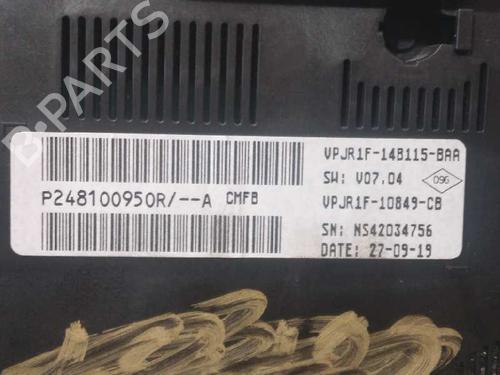 VPJR1F-14B115-BAA
SW: V07.04
096
P248100950R/--A CMFB
VPJR1F-10849-CB
SN: NS42034756
DATE: 27-09-19
B-PARTS